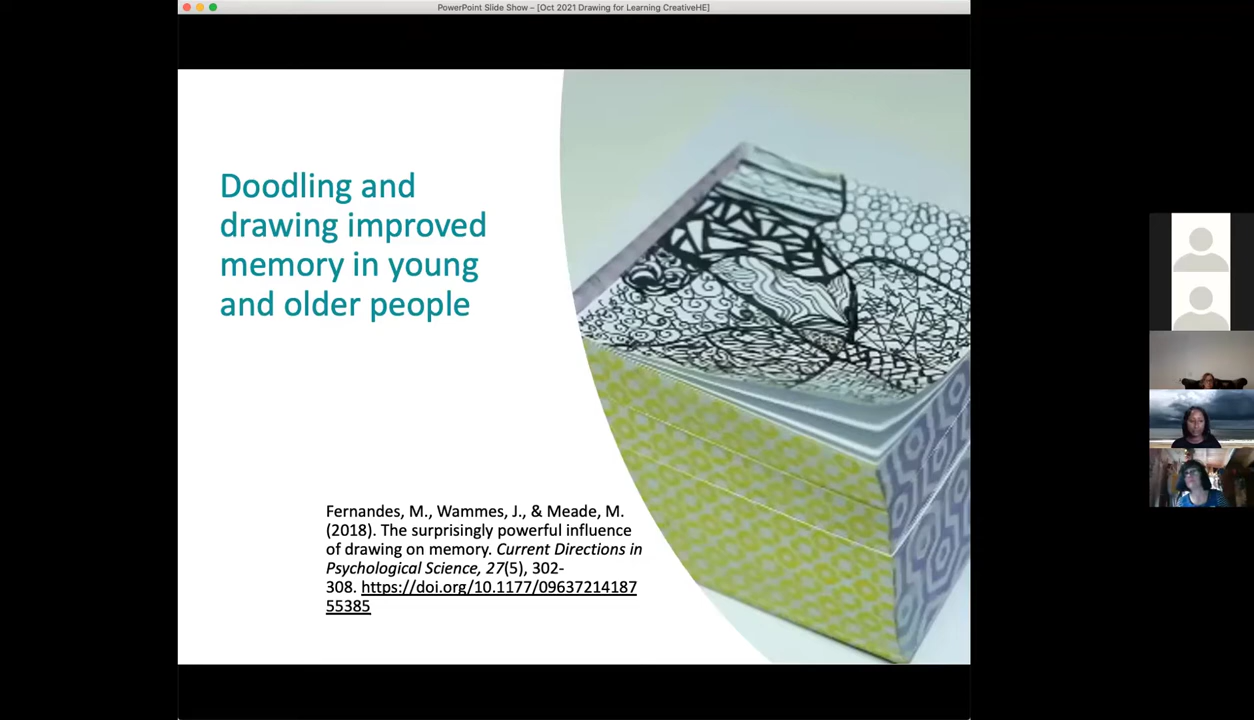 PowerPoint Slide Show – [Oct 2021 Drawing for Learning CreativeHE]
Doodling and
drawing improved
memory in young
and older people
Fernandes, M., Wammes, J., & Meade, M.
(2018). The surprisingly powerful influence
of drawing on memory. Current Directions in
Psychological Science, 27(5), 302-
308. https://doi.org/10.1177/09637214187
55385